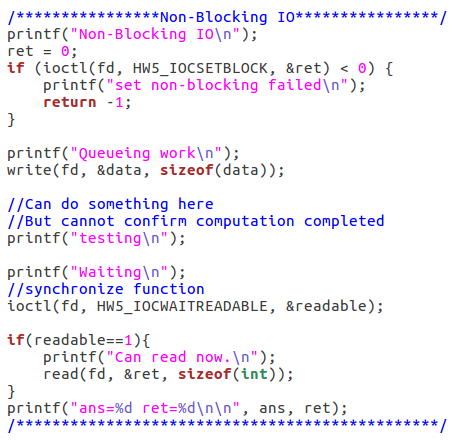 /****************Non-Blocking IO****************/
printf("Non-Blocking IO\n");
ret = 0;
if (ioctl(fd, HW5_IOCSETBLOCK, &ret) < 0) {
    printf("set non-blocking failed\n");
    return -1;
}

printf("Queueing work\n");
write(fd, &data, sizeof(data));

//Can do something here
//But cannot confirm computation completed
printf("testing\n");

printf("Waiting\n");
//synchronize function
ioctl(fd, HW5_IOCWAITREADABLE, &readable);

if(readable==1){
    printf("Can read now.\n");
    read(fd, &ret, sizeof(int));
}
printf("ans=%d ret=%d\n\n", ans, ret);
/***********************************************/